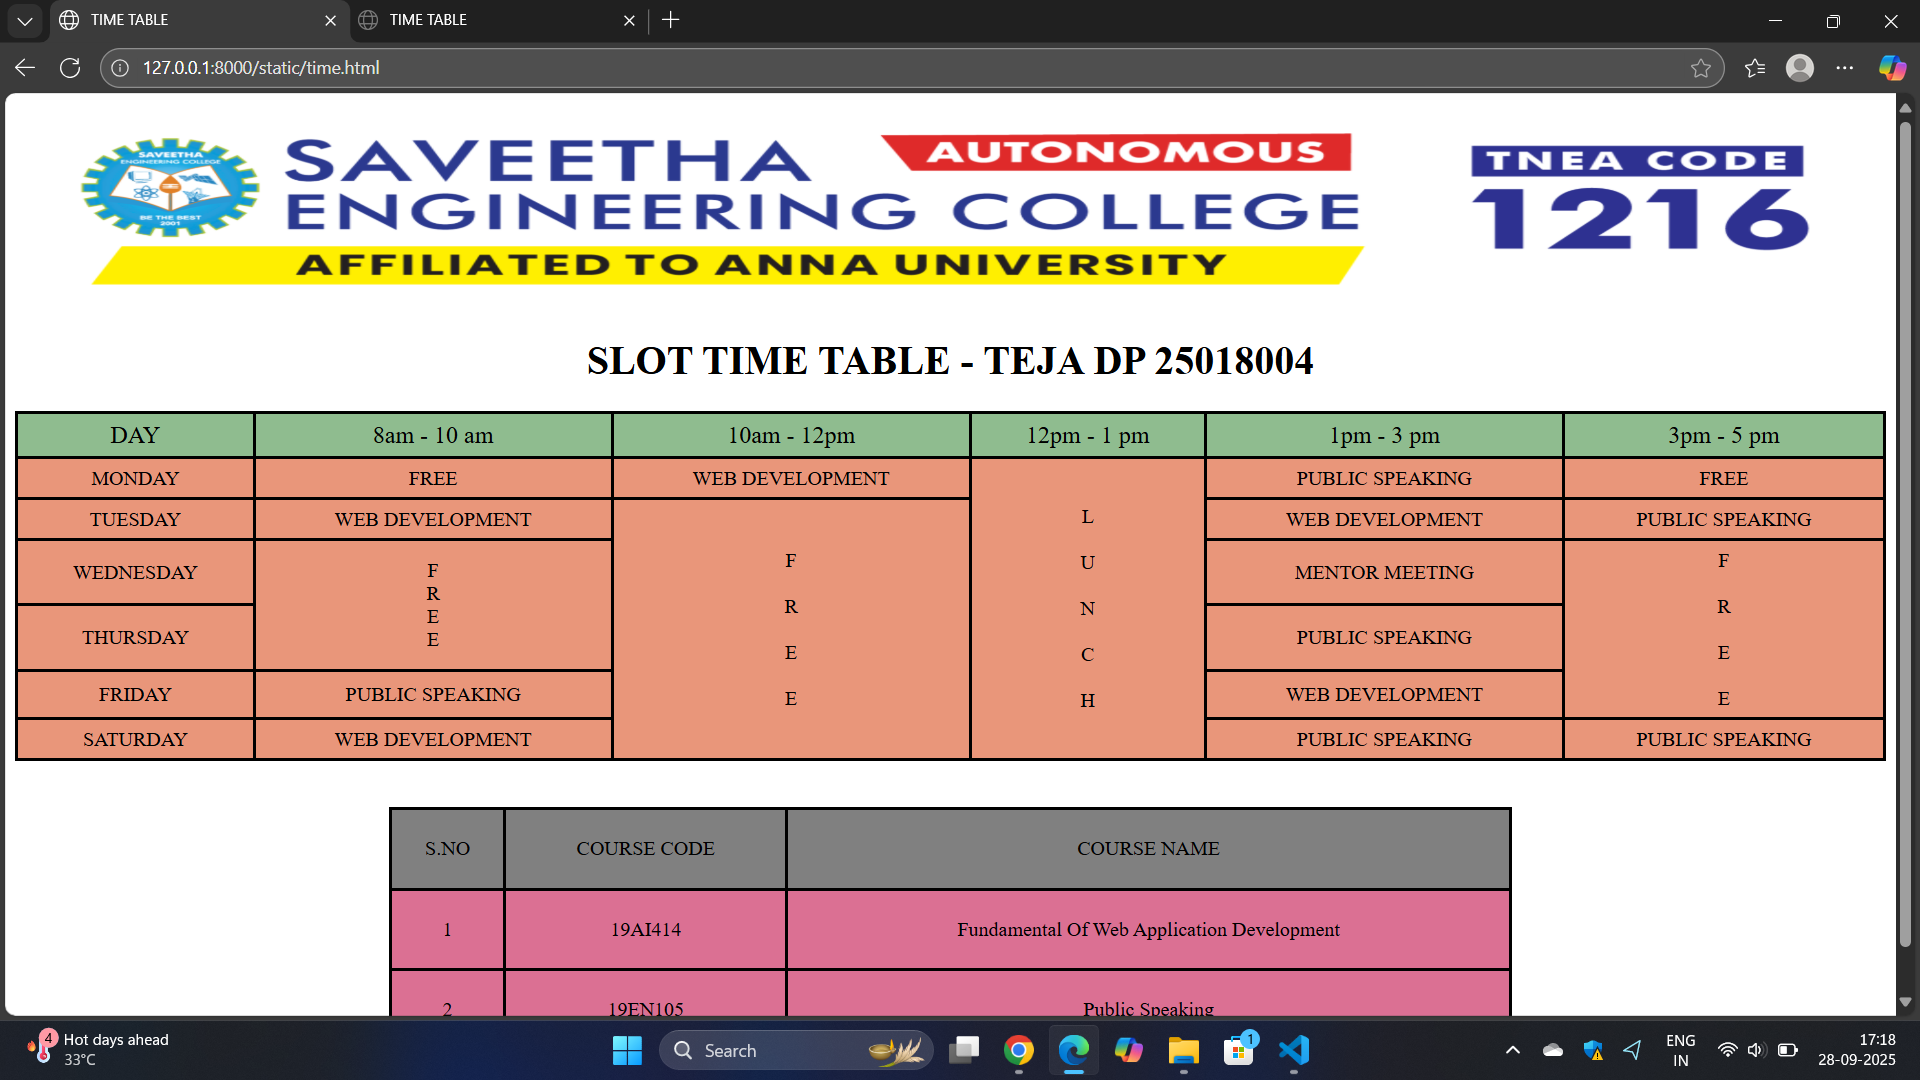 TIME TABLE
TIME TABLE
127.0.0.1:8000/static/time.html
SAVEETHA
ENGINEERING COLLEGE
BE THE BEST
2001
SAVEETHA
ENGINEERING COLLEGE
AUTONOMOUS
AFFILIATED TO ANNA UNIVERSITY
TNEA CODE
1216
SLOT TIME TABLE - TEJA DP 25018004
DAY 8am - 10 am 10am - 12pm 12pm - 1 pm 1pm - 3 pm 3pm - 5 pm
MONDAY FREE WEB DEVELOPMENT PUBLIC SPEAKING FREE
TUESDAY WEB DEVELOPMENT WEB DEVELOPMENT PUBLIC SPEAKING
WEDNESDAY MENTOR MEETING
THURSDAY PUBLIC SPEAKING
FRIDAY PUBLIC SPEAKING WEB DEVELOPMENT
SATURDAY WEB DEVELOPMENT PUBLIC SPEAKING PUBLIC SPEAKING
F
R
E
E
F
R
E
E
L
U
N
C
H
F
R
E
E
S.NO COURSE CODE COURSE NAME
1 19AI414 Fundamental Of Web Application Development
2 19EN105 Public Speaking
4
Hot days ahead
33°C
Search
1
ENG
IN
17:18
28-09-2025